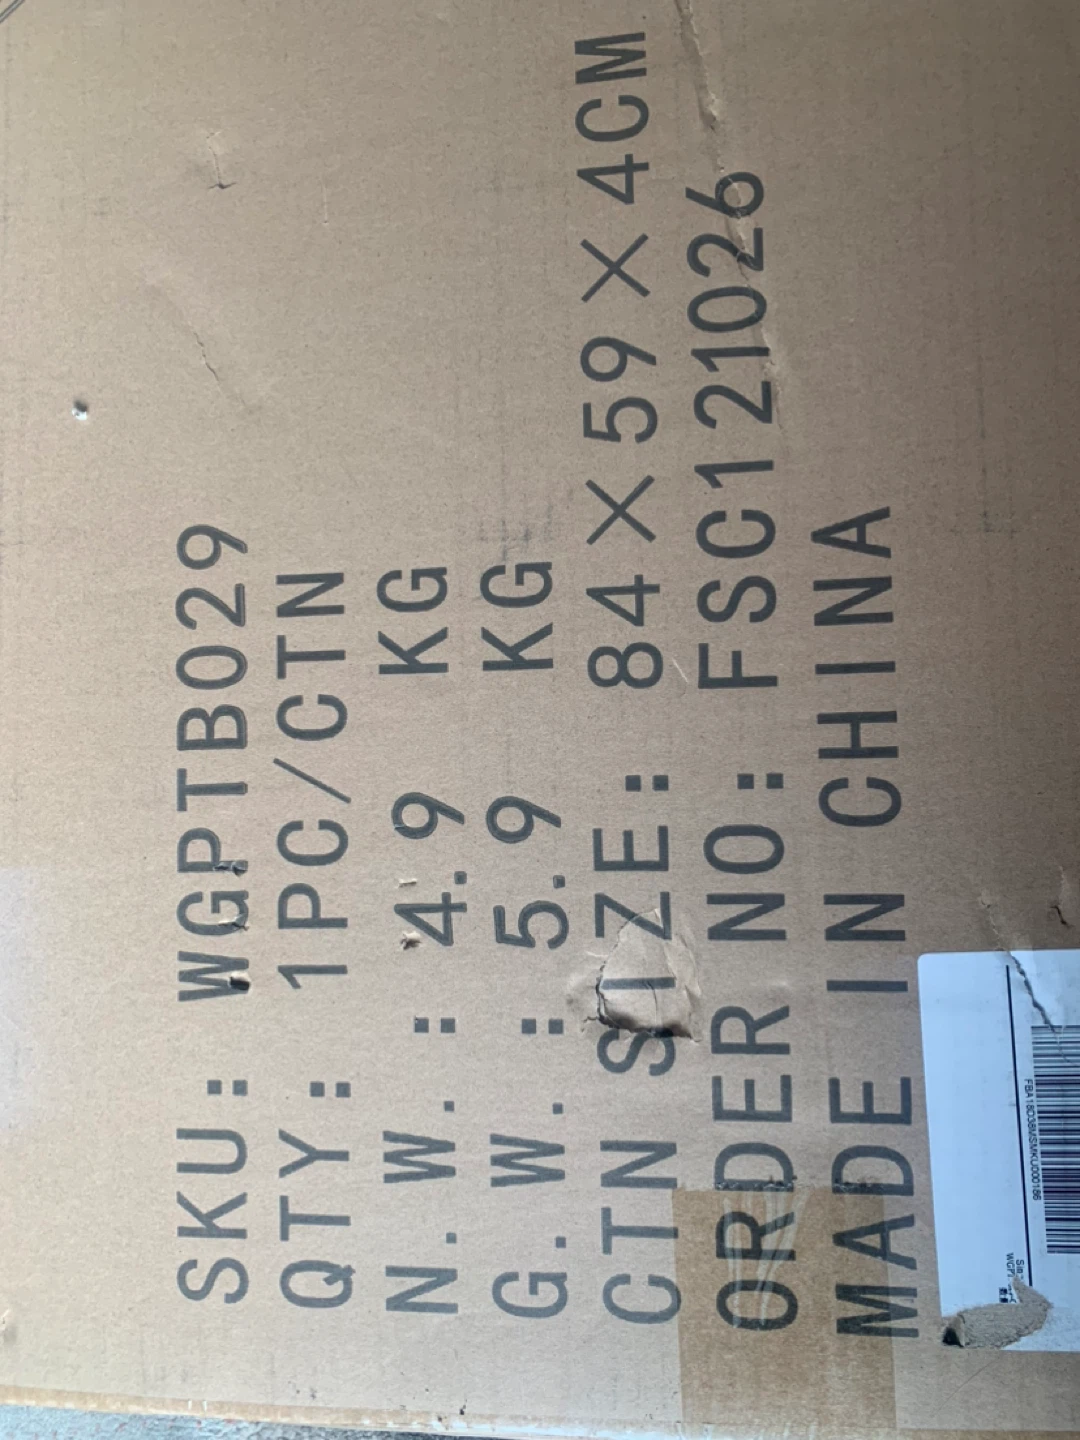 SKU: WGPTB029
QTY: 1PC/CTN
N.W.: 4.9 KG
G.W.: 5.9 KG
CTN SIZE: 84×59×4CM
ORDER NO: FSC121026
MADE IN CHINA
FBA18D38MSMKU000186